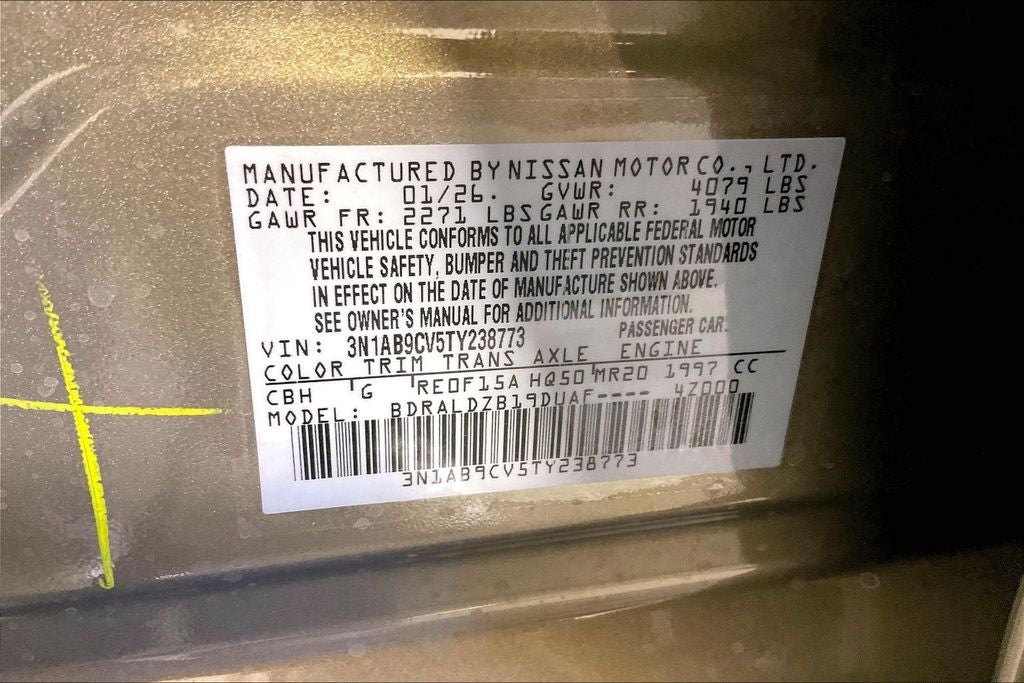 MANUFACTURED BY NISSAN MOTOR CO., LTD.
DATE: 01/26. GVWR: 4079 LBS
GAWR FR: 2271 LBS GAWR RR: 1940 LBS
THIS VEHICLE CONFORMS TO ALL APPLICABLE FEDERAL MOTOR
VEHICLE SAFETY, BUMPER AND THEFT PREVENTION STANDARDS
IN EFFECT ON THE DATE OF MANUFACTURE SHOWN ABOVE.
SEE OWNER'S MANUAL FOR ADDITIONAL INFORMATION.
VIN: 3N1AB9CV5TY238773 PASSENGER CAR.
COLOR TRIM TRANS AXLE ENGINE
CBH G RE0F15A HQ50 MR20 1997 CC
MODEL: BDRALDZB19DUAF---- 4Z000
3N1AB9CV5TY238773